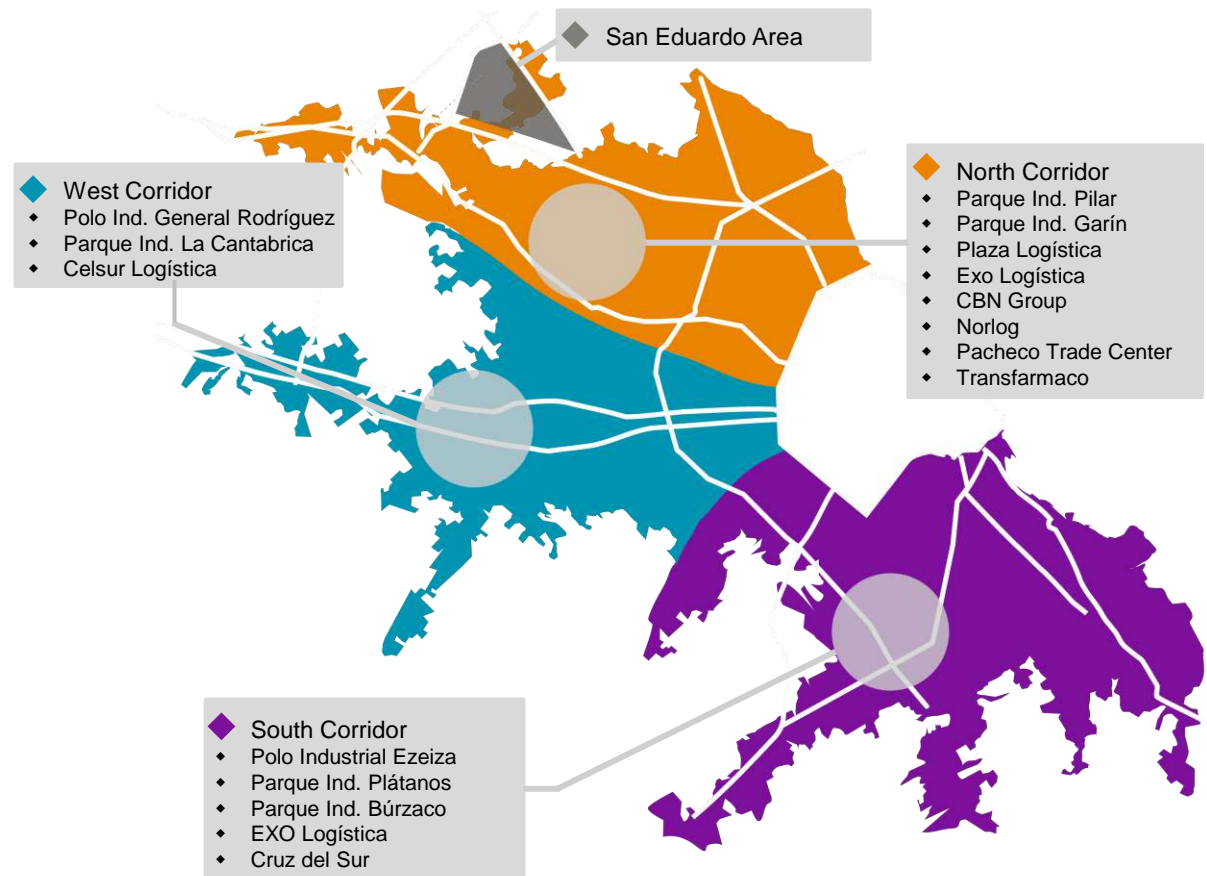 San Eduardo Area
West Corridor
Polo Ind. General Rodríguez
Parque Ind. La Cantabrica
Celsur Logística
North Corridor
Parque Ind. Pilar
Parque Ind. Garín
Plaza Logística
Exo Logística
CBN Group
Norlog
Pacheco Trade Center
Transfarmaco
South Corridor
Polo Industrial Ezeiza
Parque Ind. Plátanos
Parque Ind. Búrzaco
EXO Logística
Cruz del Sur